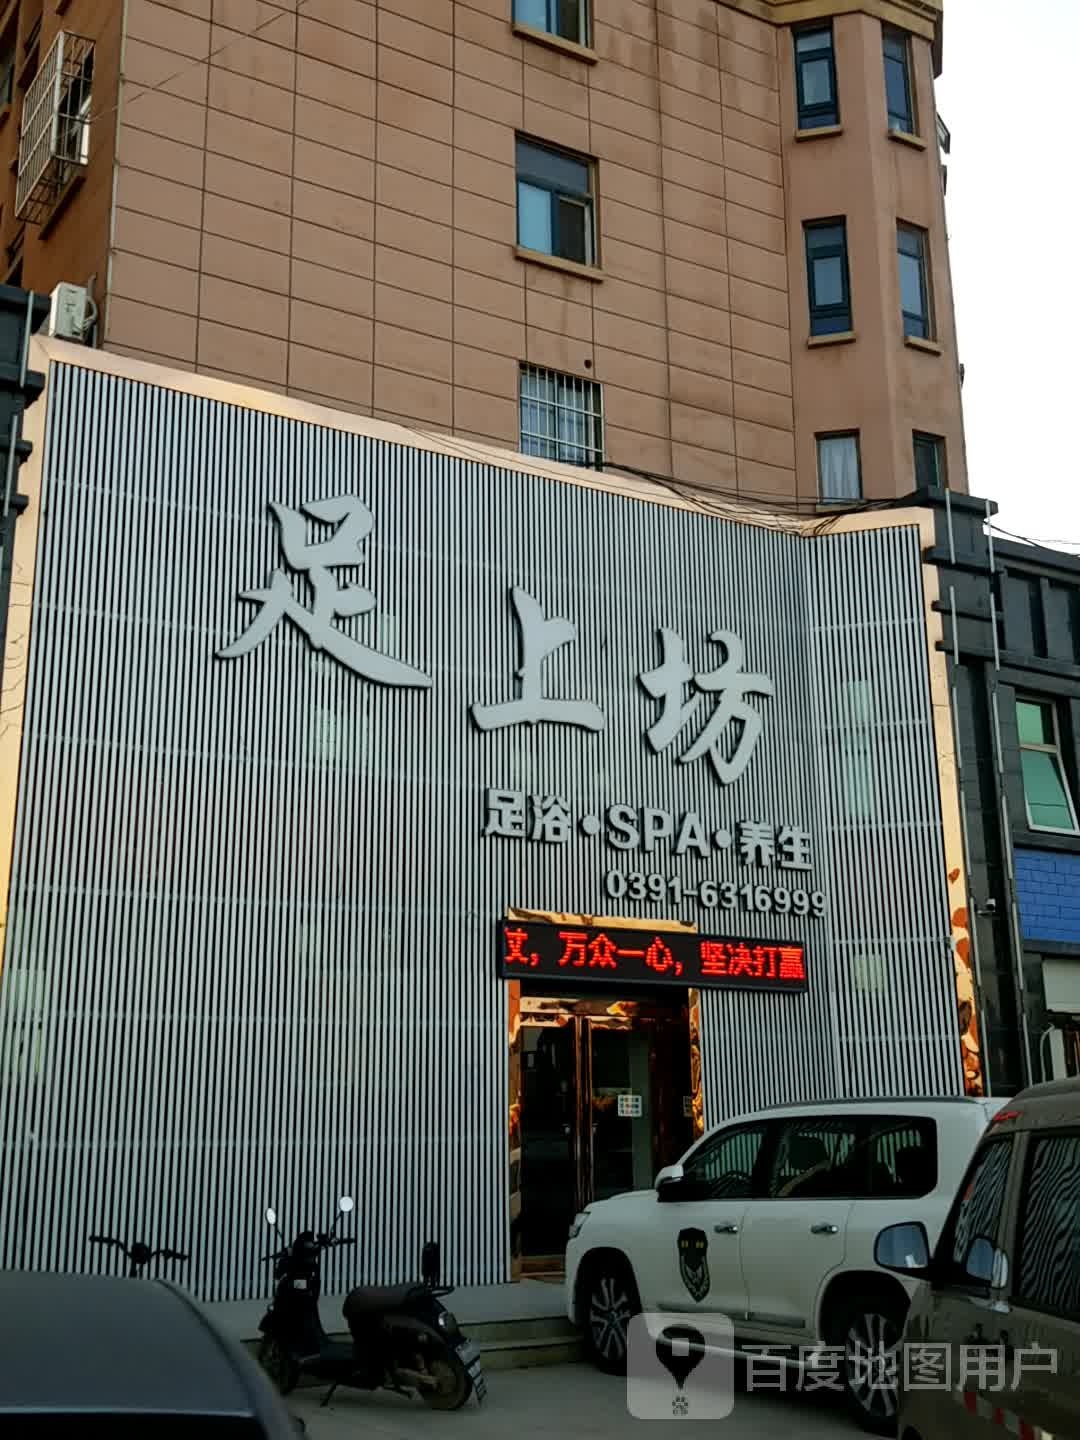 足上坊
足浴·SPA·养生
0391-6316999
，万众一心，坚决打赢
百度地图用户